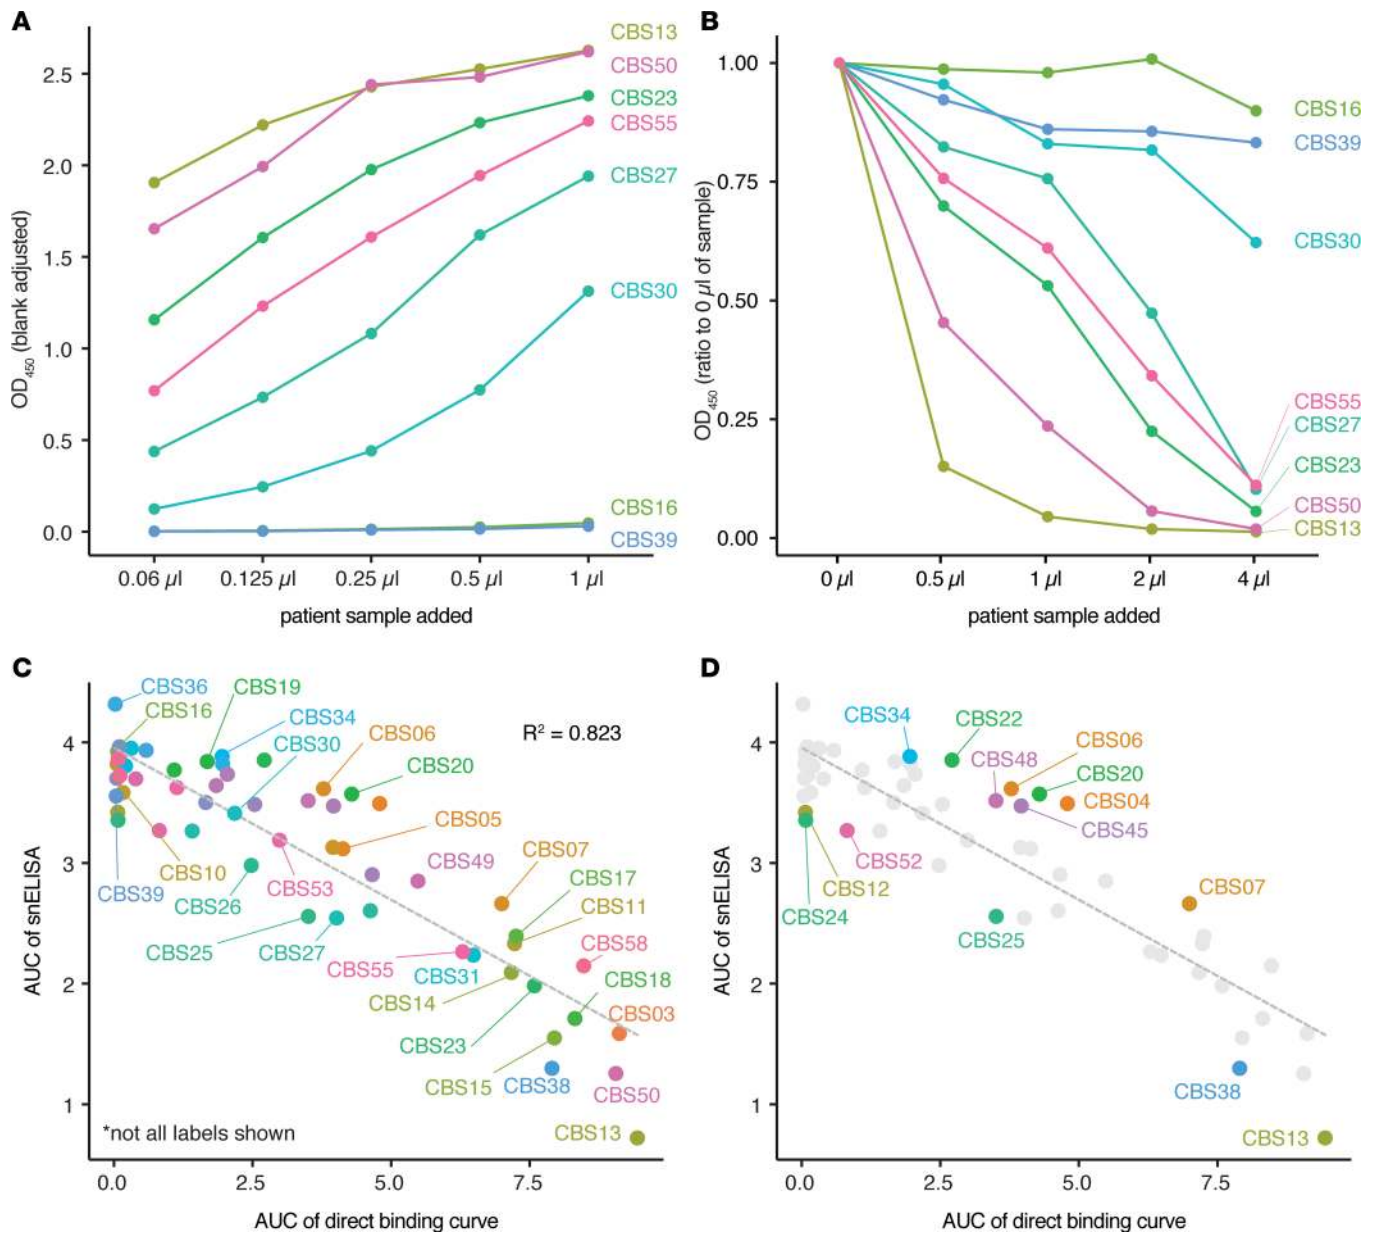 A
OD450 (blank adjusted)
2.5
2.0
1.5
1.0
0.5
0.0
CBS13
CBS50
CBS23
CBS55
CBS27
CBS30
CBS16
CBS39
0.06 µl 0.125 µl 0.25 µl 0.5 µl 1 µl
patient sample added
B
OD450 (ratio to 0 µl of sample)
1.00
0.75
0.50
0.25
0.00
CBS16
CBS39
CBS30
CBS55
CBS27
CBS23
CBS50
CBS13
0 µl 0.5 µl 1 µl 2 µl 4 µl
patient sample added
C
AUC of snELISA
4
3
2
1
CBS36
CBS19
CBS16
CBS34
CBS06
R2 = 0.823
CBS30
CBS20
CBS05
CBS07
CBS49
CBS10
CBS17
CBS39
CBS53
CBS26
CBS11
CBS58
CBS25
CBS27
CBS55
CBS31
CBS18
CBS14
CBS03
CBS23
CBS15
CBS38
CBS50
CBS13
*not all labels shown
0.0 2.5 5.0 7.5
AUC of direct binding curve
D
AUC of snELISA
4
3
2
1
CBS34
CBS22
CBS48
CBS06
CBS20
CBS04
CBS45
CBS52
CBS12
CBS07
CBS24
CBS25
CBS38
CBS13
0.0 2.5 5.0 7.5
AUC of direct binding curve